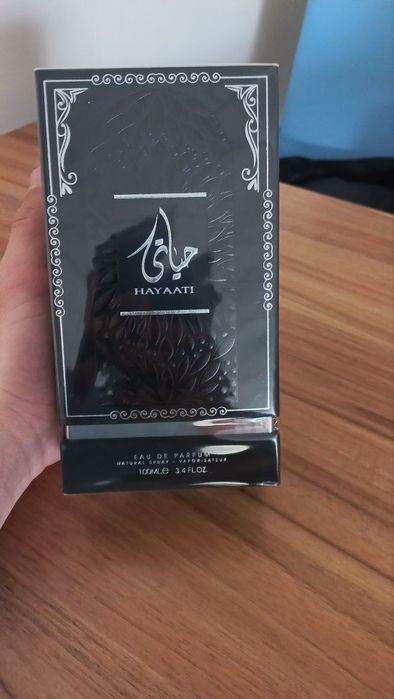 حياتي
HAYAATI
EAU DE PARFUM
NATURAL SPRAY - VAPORISATEUR
100ML℮ 3.4 FL.OZ